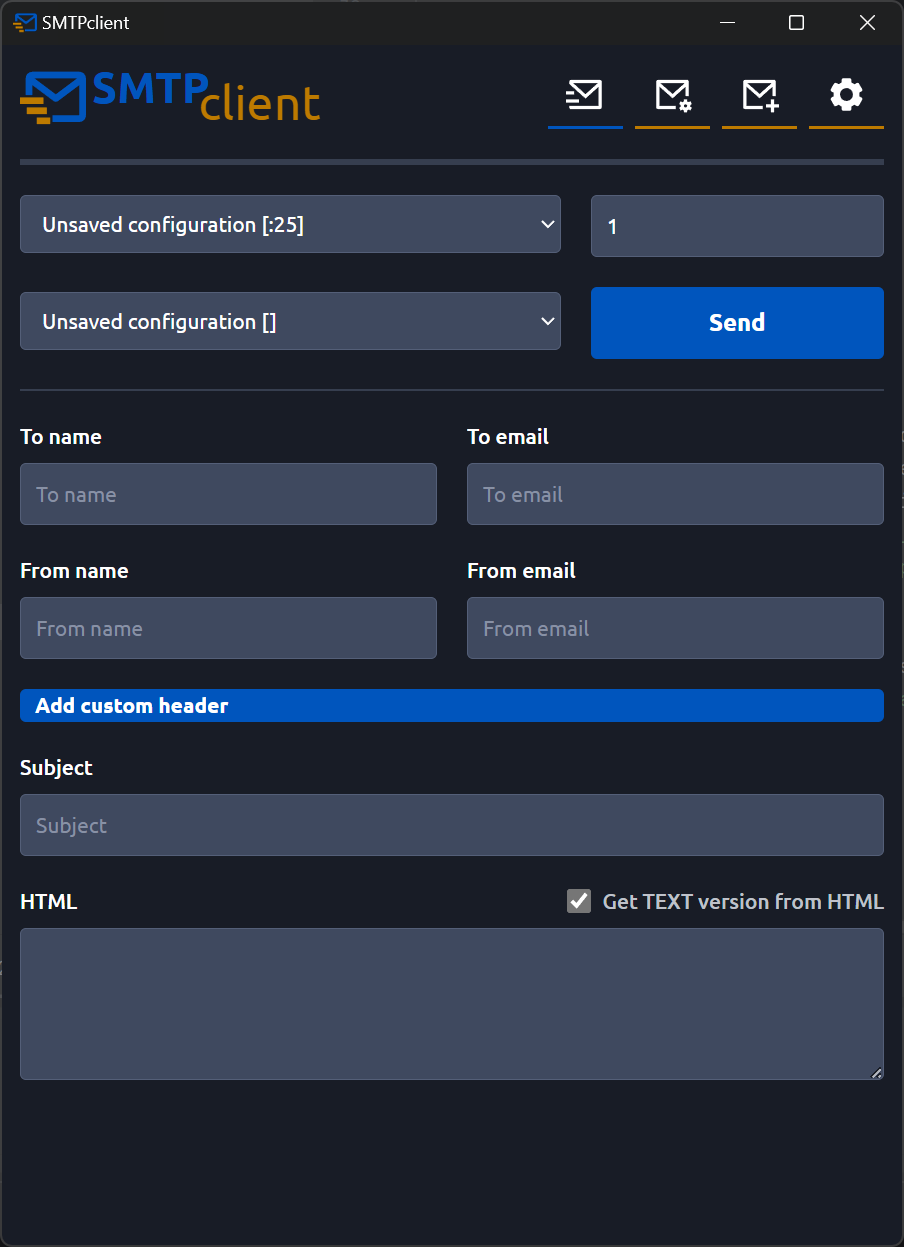 SMTPclient
SMTPclient
Unsaved configuration [:25]
1
Unsaved configuration []
Send
To name
To email
To name
To email
From name
From email
From name
From email
Add custom header
Subject
Subject
HTML
Get TEXT version from HTML